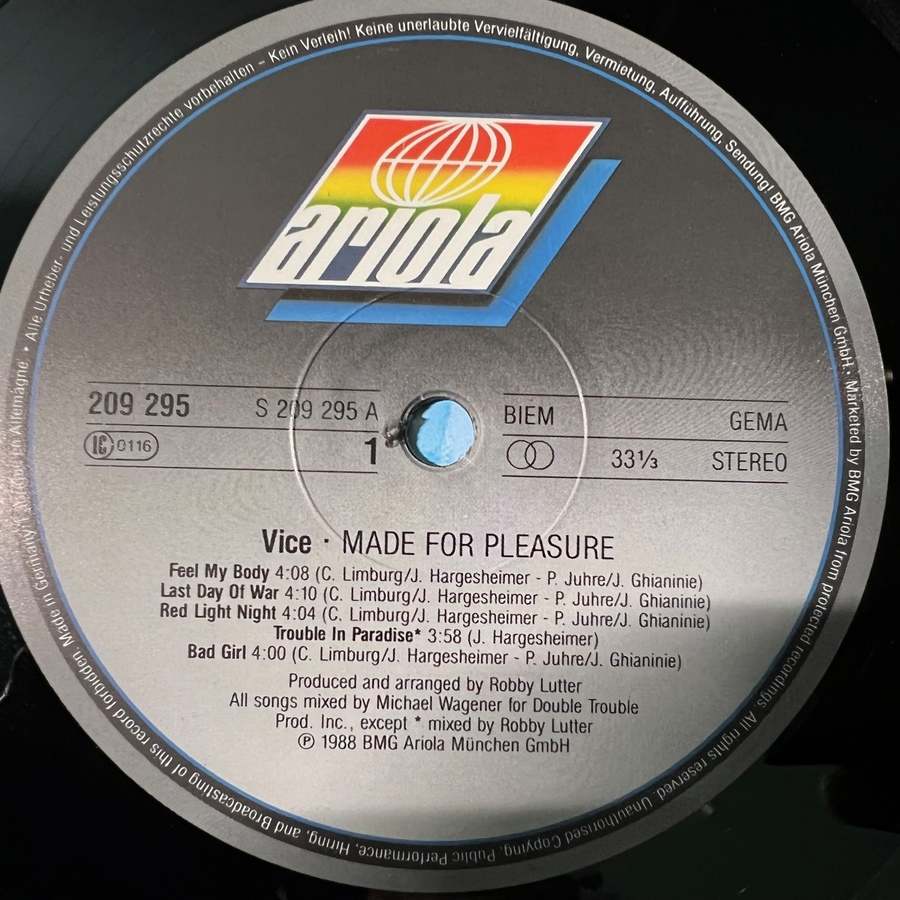 Alle Urheber- und Leistungsschutzrechte vorbehalten – Kein Verleih! Keine unerlaubte Vervielfältigung, Vermietung, Aufführung, Sendung! BMG Ariola München GmbH. · Marketed by BMG Ariola from protected recordings. All rights reserved. Unauthorised Copying, Public Performance, Hiring, and Broadcasting of this record forbidden. Made in Germany. Allemagne. ·
ariola
209 295 S 209 295 A
LC 0116 1
BIEM GEMA
33⅓ STEREO
Vice · MADE FOR PLEASURE
Feel My Body 4:08 (C. Limburg/J. Hargesheimer - P. Juhre/J. Ghianinie)
Last Day Of War 4:10 (C. Limburg/J. Hargesheimer - P. Juhre/J. Ghianinie)
Red Light Night 4:04 (C. Limburg/J. Hargesheimer - P. Juhre/J. Ghianinie)
Trouble In Paradise* 3:58 (J. Hargesheimer)
Bad Girl 4:00 (C. Limburg/J. Hargesheimer - P. Juhre/J. Ghianinie)
Produced and arranged by Robby Lutter
All songs mixed by Michael Wagener for Double Trouble
Prod. Inc., except * mixed by Robby Lutter
℗ 1988 BMG Ariola München GmbH